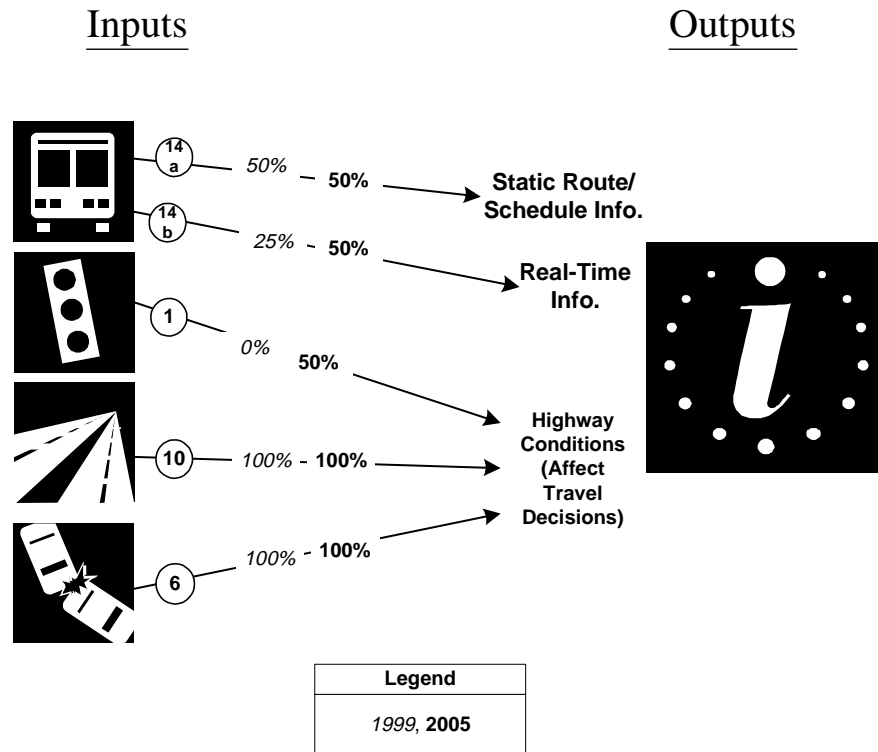 Inputs
Outputs
14
a
50%
50%
Static Route/
Schedule Info.
14
b
25%
50%
Real-Time
Info.
1
0%
50%
Highway
Conditions
(Affect
Travel
Decisions)
10
100%
100%
6
100%
100%
i
Legend
1999, 2005